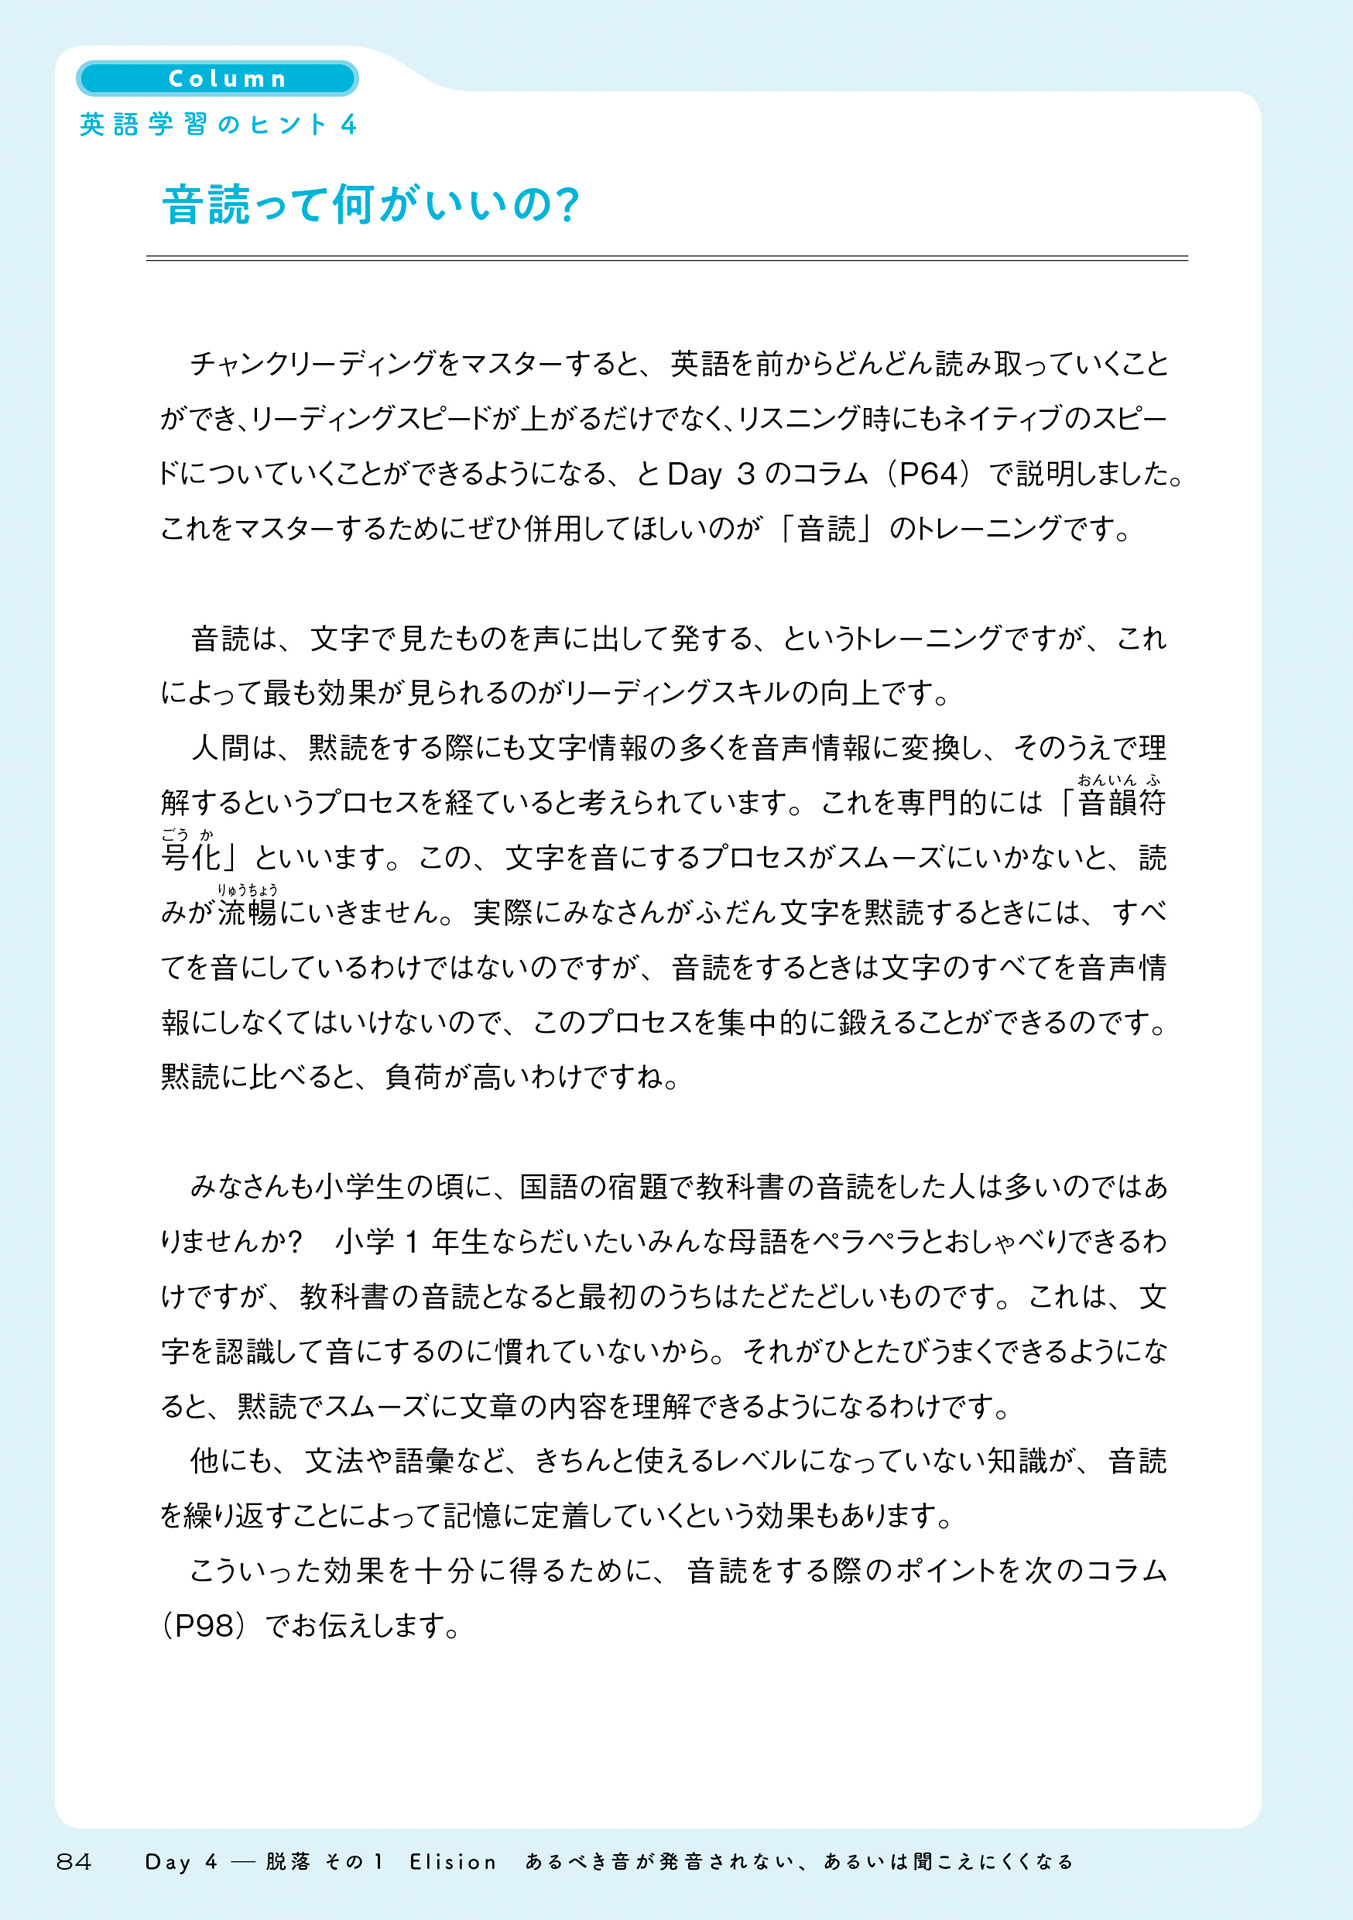 Column
英語学習のヒント 4
音読って何がいいの？
チャンクリーディングをマスターすると、英語を前からどんどん読み取っていくこと
ができ、リーディングスピードが上がるだけでなく、リスニング時にもネイティブのスピー
ドについていくことができるようになる、と Day 3 のコラム（P64）で説明しました。
これをマスターするためにぜひ併用してほしいのが「音読」のトレーニングです。
音読は、文字で見たものを声に出して発する、というトレーニングですが、これ
によって最も効果が見られるのがリーディングスキルの向上です。
人間は、黙読をする際にも文字情報の多くを音声情報に変換し、そのうえで理
おんいん ふ
解するというプロセスを経ていると考えられています。これを専門的には「音韻符
ごう か
号化」といいます。この、文字を音にするプロセスがスムーズにいかないと、読
りゅうちょう
みが流暢にいきません。実際にみなさんがふだん文字を黙読するときには、すべ
てを音にしているわけではないのですが、音読をするときは文字のすべてを音声情
報にしなくてはいけないので、このプロセスを集中的に鍛えることができるのです。
黙読に比べると、負荷が高いわけですね。
みなさんも小学生の頃に、国語の宿題で教科書の音読をした人は多いのではあ
りませんか？　小学 1 年生ならだいたいみんな母語をペラペラとおしゃべりできるわ
けですが、教科書の音読となると最初のうちはたどたどしいものです。これは、文
字を認識して音にするのに慣れていないから。それがひとたびうまくできるようにな
ると、黙読でスムーズに文章の内容を理解できるようになるわけです。
他にも、文法や語彙など、きちんと使えるレベルになっていない知識が、音読
を繰り返すことによって記憶に定着していくという効果もあります。
こういった効果を十分に得るために、音読をする際のポイントを次のコラム
（P98）でお伝えします。
84 Day 4 — 脱落 その1 Elision あるべき音が発音されない、あるいは聞こえにくくなる